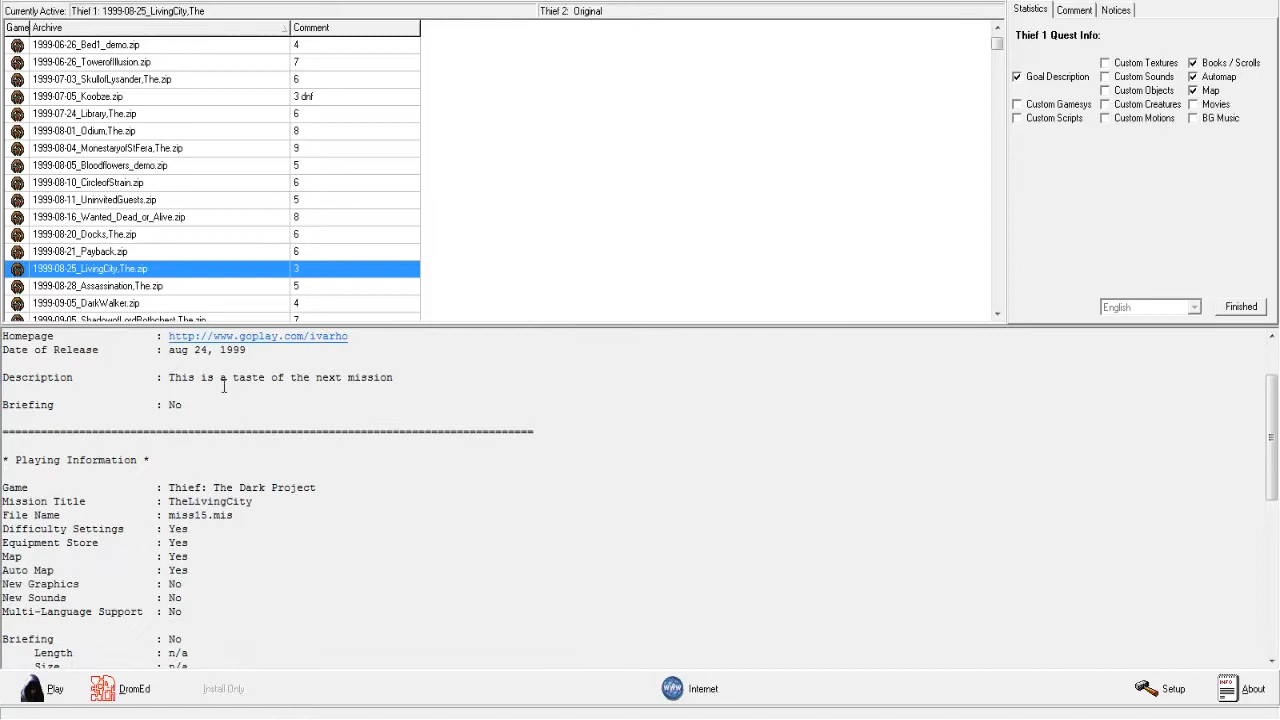 Currently Active: Thief 1: 1999-08-25_LivingCity,The Thief 2: Original
Game Archive Comment
1999-06-26_Bed1_demo.zip 4
1999-06-26_TowerofIllusion.zip 7
1999-07-03_SkullofLysander,The.zip 6
1999-07-05_Koobze.zip 3 dnf
1999-07-24_Library,The.zip 6
1999-08-01_Odium,The.zip 8
1999-08-04_MonestaryofStFera,The.zip 9
1999-08-05_Bloodflowers_demo.zip 5
1999-08-10_CircleofStrain.zip 6
1999-08-11_UninvitedGuests.zip 5
1999-08-16_Wanted_Dead_or_Alive.zip 8
1999-08-20_Docks,The.zip 6
1999-08-21_Payback.zip 6
1999-08-25_LivingCity,The.zip 3
1999-08-28_Assassination,The.zip 5
1999-09-05_DarkWalker.zip 4
1999-09-05_ShadowofLordRothchest,The.zip 7
Statistics Comment Notices
Thief 1 Quest Info:
Custom Textures Books / Scrolls
Goal Description Custom Sounds Automap
Custom Objects Map
Custom Gamesys Custom Creatures Movies
Custom Scripts Custom Motions BG Music
English Finished
Homepage : http://www.goplay.com/ivarho
Date of Release : aug 24, 1999
Description : This is a taste of the next mission
Briefing : No
================================================================================
* Playing Information *
Game : Thief: The Dark Project
Mission Title : TheLivingCity
File Name : miss15.mis
Difficulty Settings : Yes
Equipment Store : Yes
Map : Yes
Auto Map : Yes
New Graphics : No
New Sounds : No
Multi-Language Support : No
Briefing : No
Length : n/a
Size : n/a
Play DromEd Install Only WWW Internet Setup INFO About